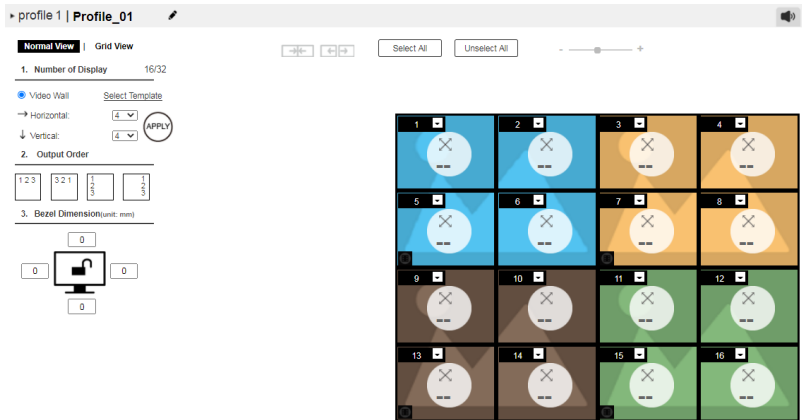 profile 1 | Profile_01
Normal View | Grid View
Select All
Unselect All
- +
1. Number of Display 16/32
Video Wall Select Template
Horizontal: 4
Vertical: 4
APPLY
2. Output Order
1 2 3
3 2 1
1
2
3
1
2
3
3. Bezel Dimension(unit: mm)
0
0 0
0
1 2 3 4
-- -- -- --
5 6 7 8
-- -- -- --
9 10 11 12
-- -- -- --
13 14 15 16
-- -- -- --